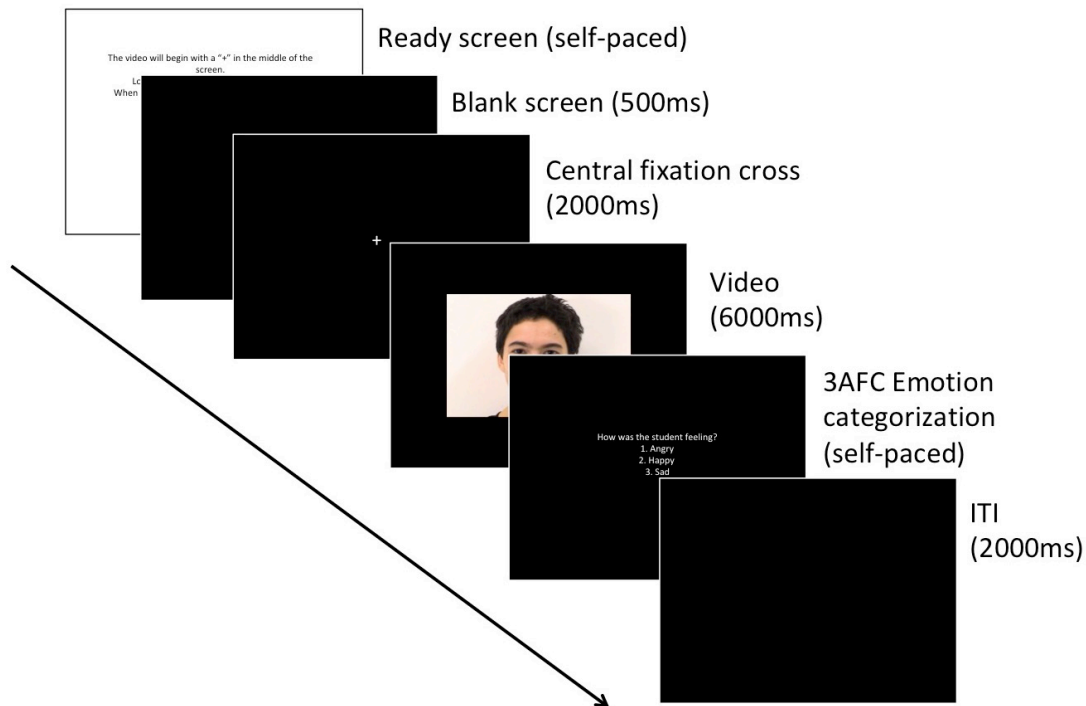 The video will begin with a “+” in the middle of the
screen.
When
Ready screen (self-paced)
Blank screen (500ms)
Central fixation cross
(2000ms)
+
Video
(6000ms)
3AFC Emotion
categorization
(self-paced)
How was the student feeling?
1. Angry
2. Happy
3. Sad
ITI
(2000ms)